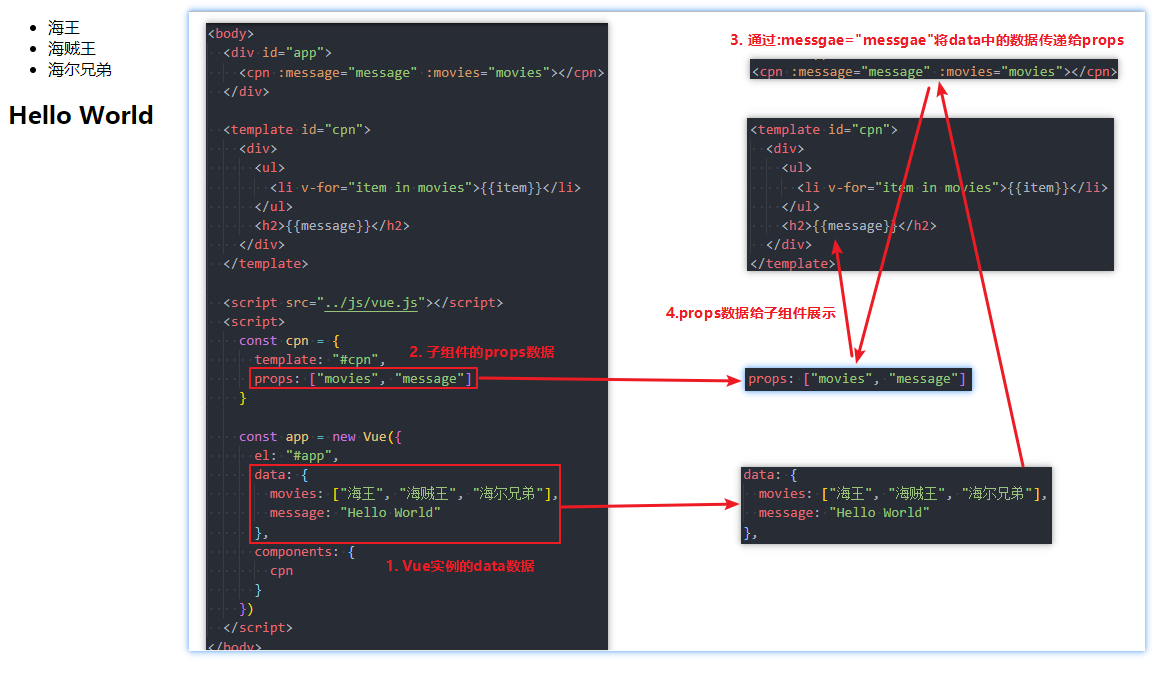 海王
海贼王
海尔兄弟
Hello World
<body>
<div id="app">
<cpn :message="message" :movies="movies"></cpn>
</div>
<template id="cpn">
<div>
<ul>
<li v-for="item in movies">{{item}}</li>
</ul>
<h2>{{message}}</h2>
</div>
</template>
<script src="../js/vue.js"></script>
<script>
const cpn = {
template: "#cpn",
2. 子组件的props数据
props: ["movies", "message"]
}
const app = new Vue({
el: "#app",
data: {
movies: ["海王", "海贼王", "海尔兄弟"],
message: "Hello World"
},
components: {
1. Vue实例的data数据
cpn
}
})
</script>
</body>
3. 通过:messgae="messgae"将data中的数据传递给props
<cpn :message="message" :movies="movies"></cpn>
<template id="cpn">
<div>
<ul>
<li v-for="item in movies">{{item}}</li>
</ul>
<h2>{{message}}</h2>
</div>
</template>
4.props数据给子组件展示
props: ["movies", "message"]
data: {
movies: ["海王", "海贼王", "海尔兄弟"],
message: "Hello World"
},